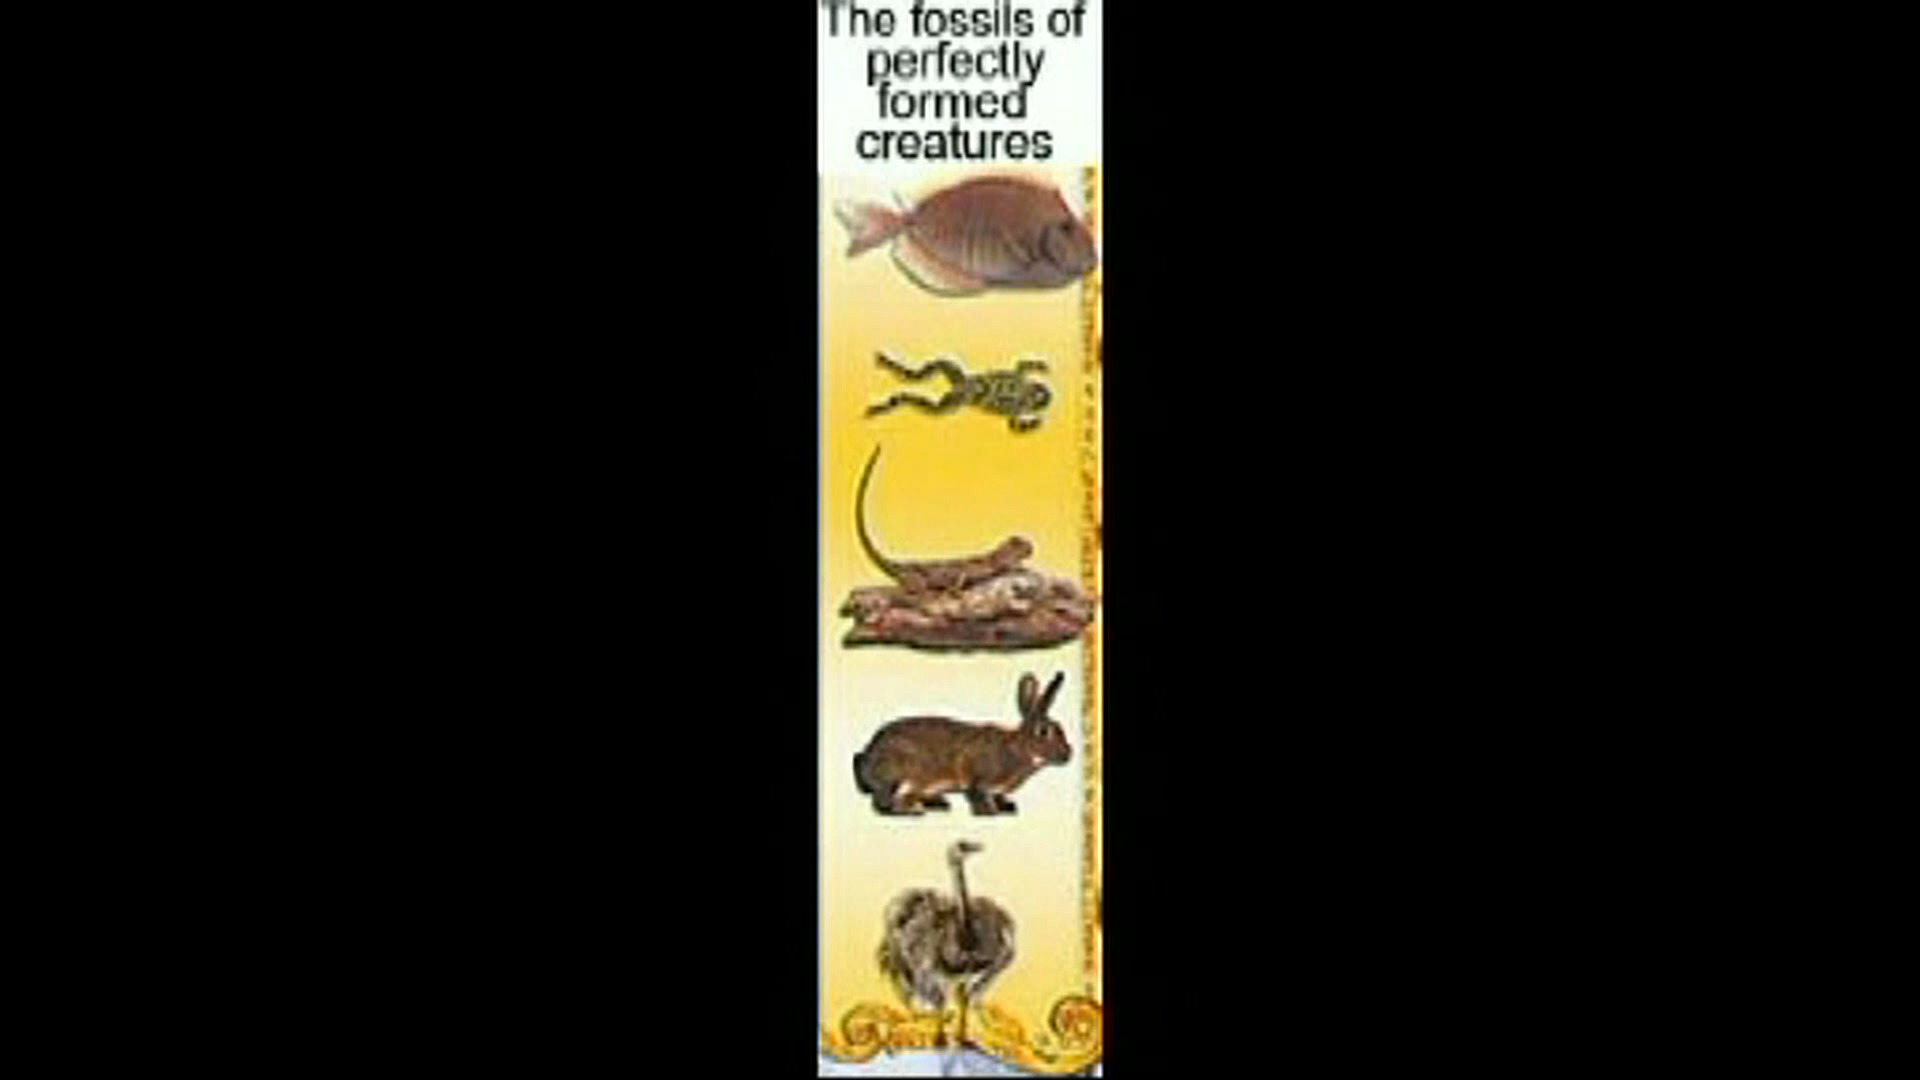 The fossils of
perfectly
formed
creatures